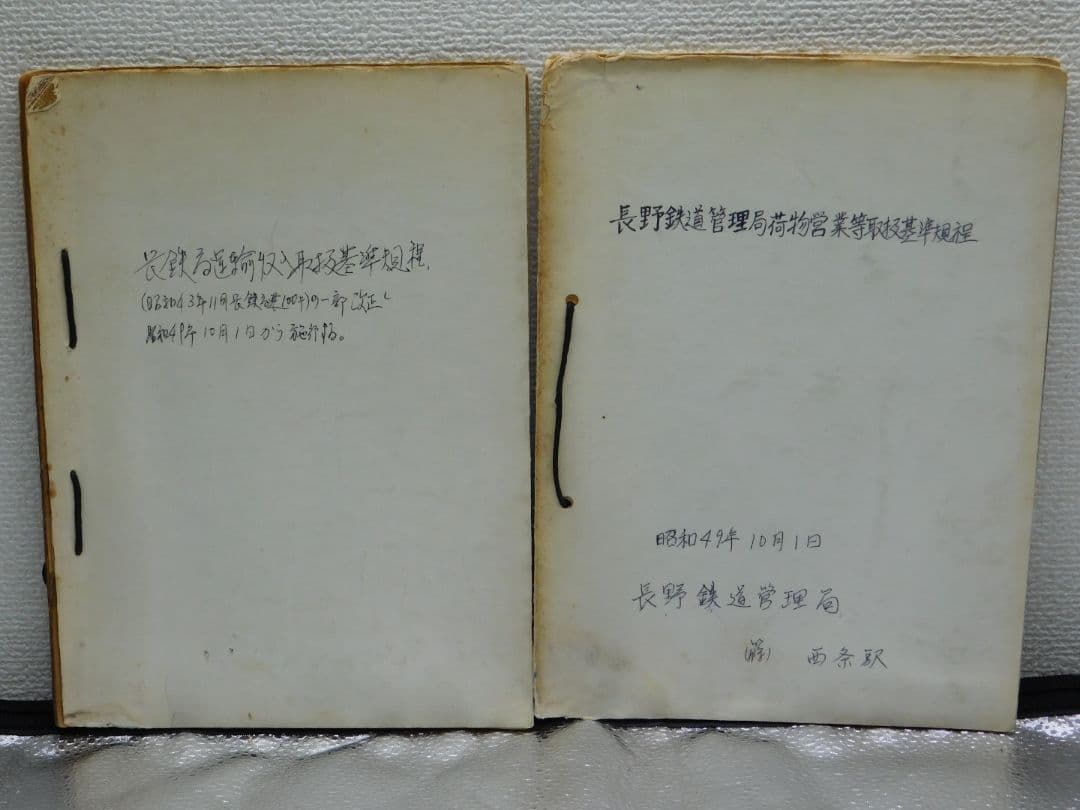 長鉄局運輸収入取扱基準規程
(昭和43年11月長鉄達100号)の一部改正し
昭和49年10月1日から施行する。
長野鉄道管理局荷物営業等取扱基準規程
昭和49年10月1日
長野鉄道管理局
(篠) 西条駅